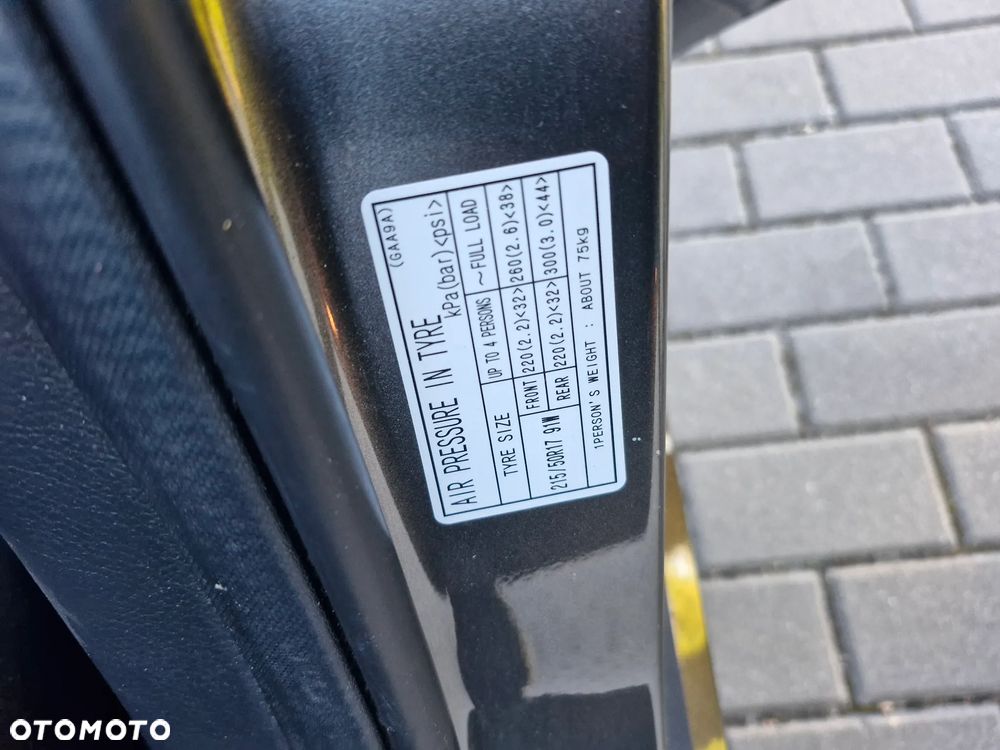 (GAA9A)
AIR PRESSURE IN TYRE
kPa(bar)<psi>
TYRE SIZE UP TO 4 PERSONS ~FULL LOAD
215/50R17 91W FRONT 220(2.2)<32> 260(2.6)<38>
REAR 220(2.2)<32> 300(3.0)<44>
1PERSON'S WEIGHT : ABOUT 75kg
OTOMOTO